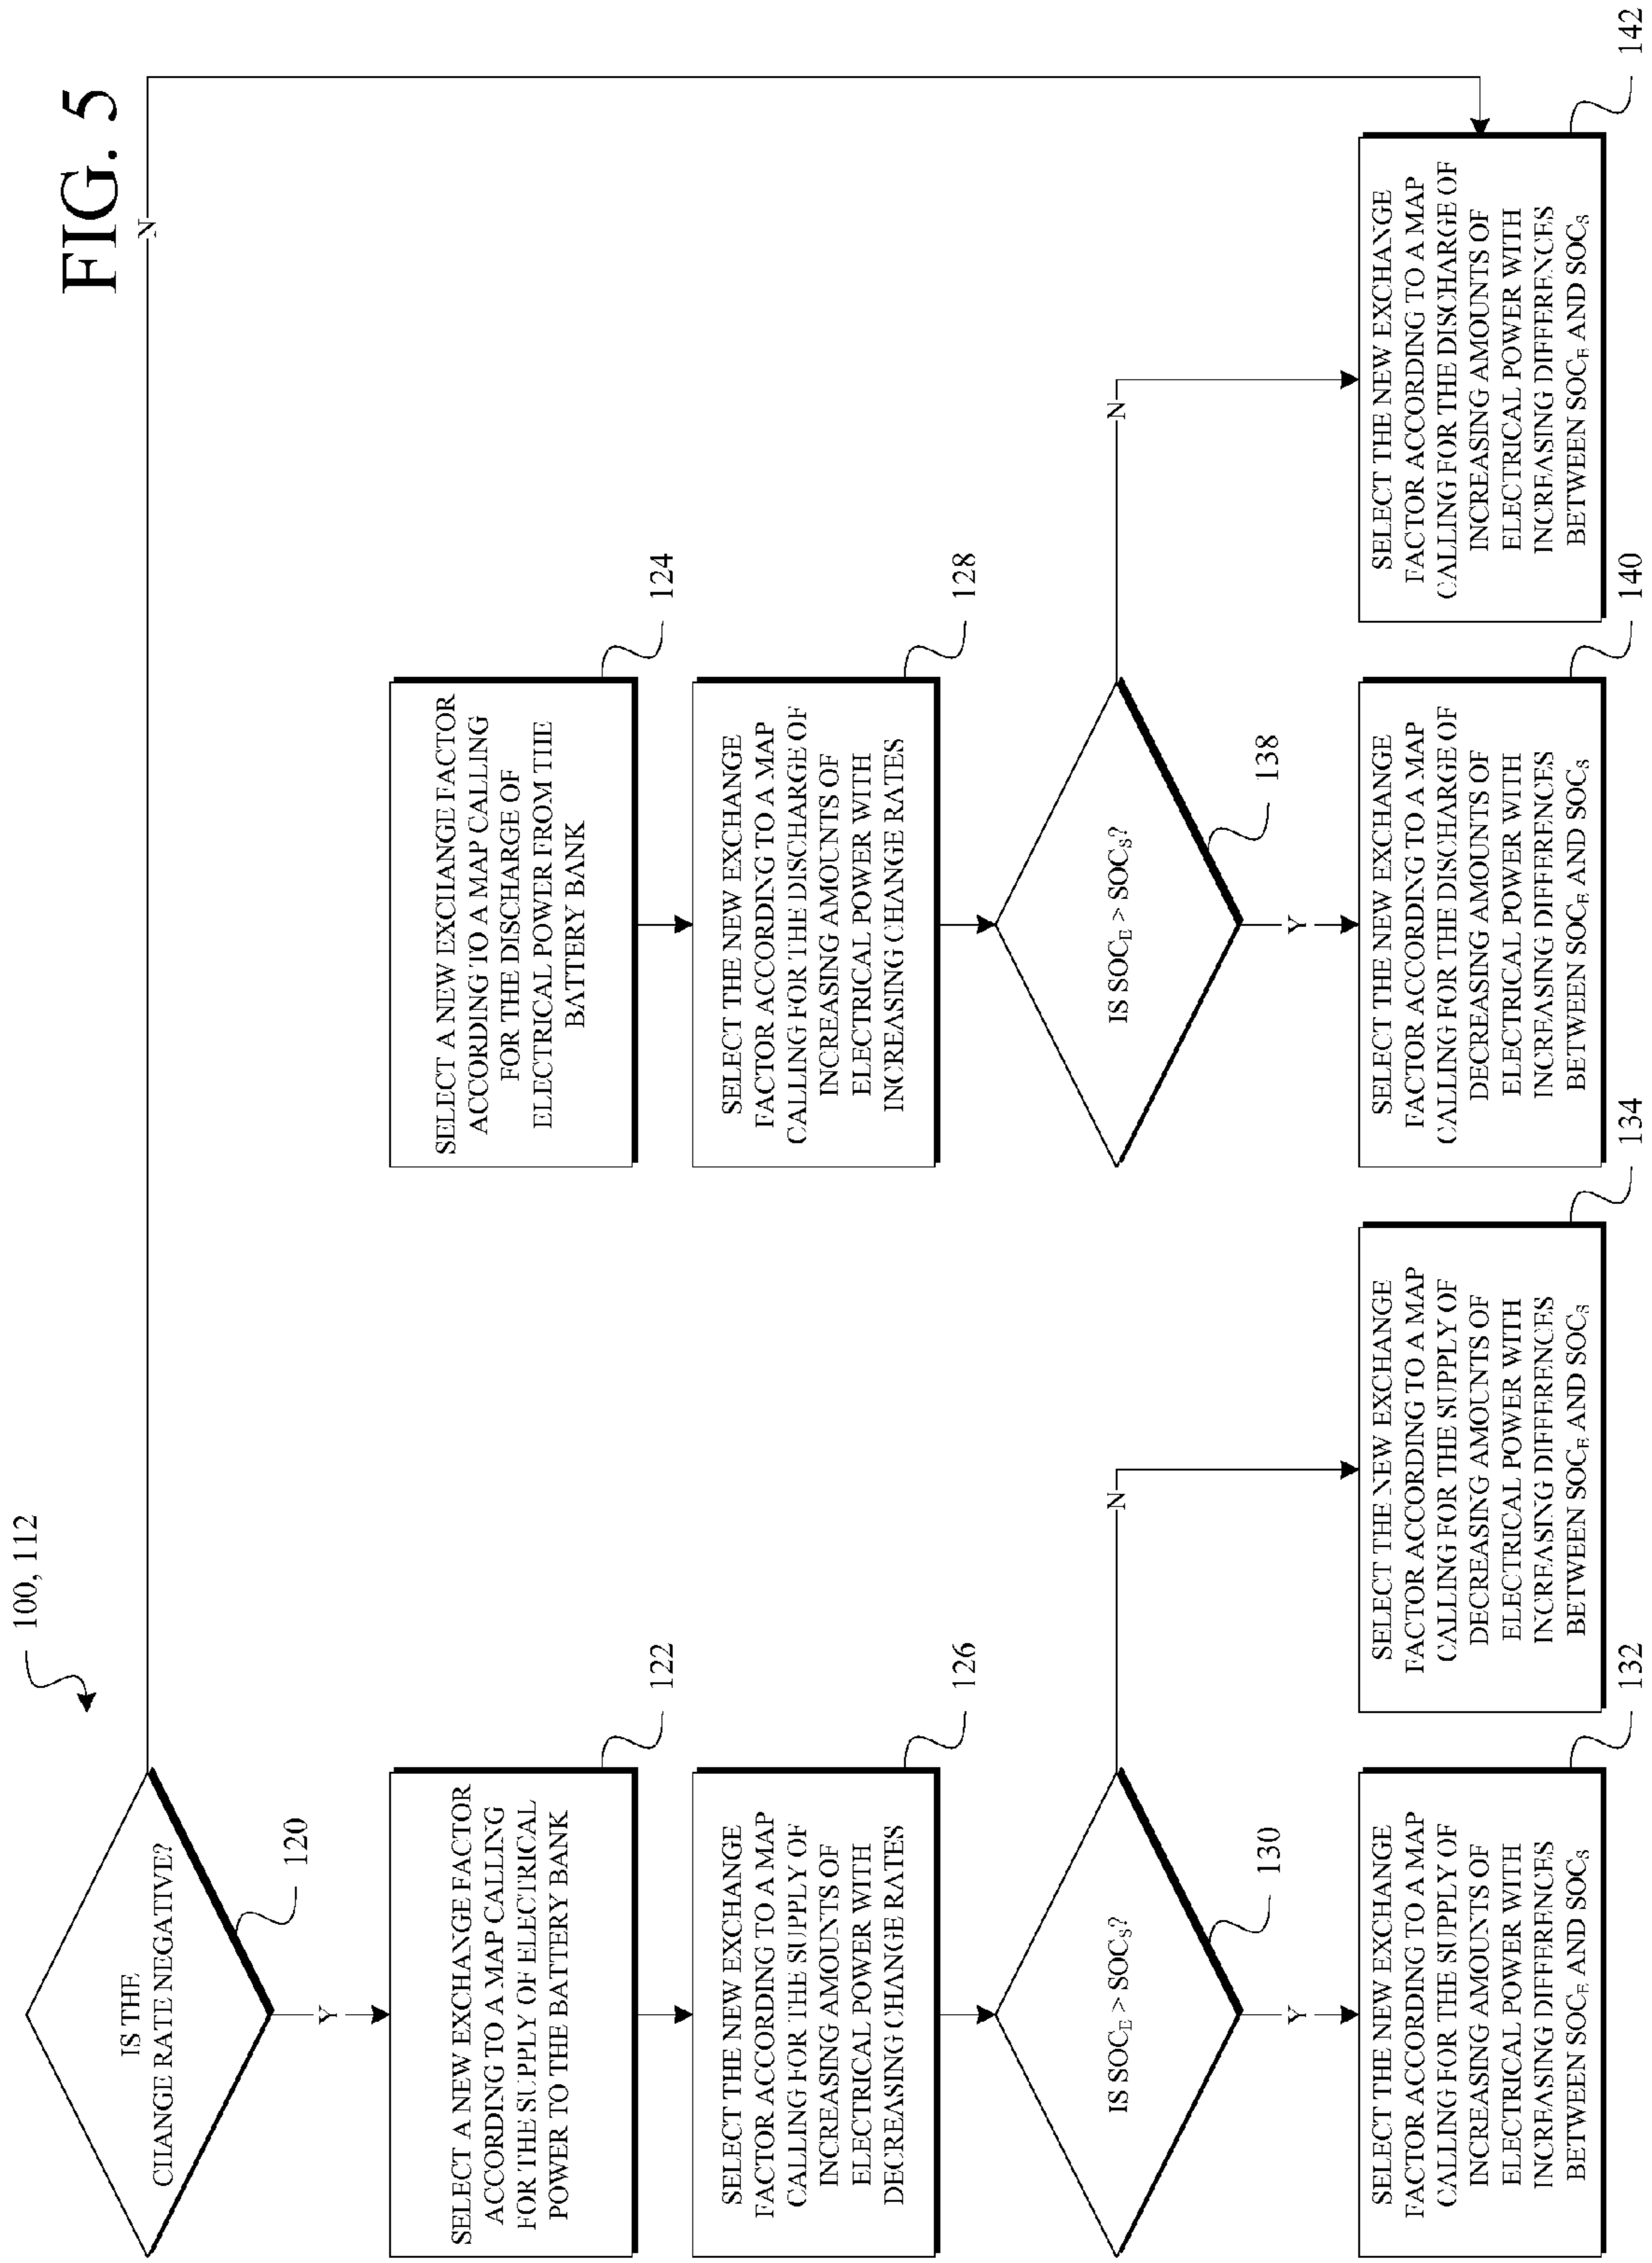 FIG. 5
100, 112
IS THE
CHANGE RATE NEGATIVE?
120
Y
N
SELECT A NEW EXCHANGE FACTOR
ACCORDING TO A MAP CALLING
FOR THE SUPPLY OF ELECTRICAL
POWER TO THE BATTERY BANK
122
SELECT A NEW EXCHANGE FACTOR
ACCORDING TO A MAP CALLING
FOR THE DISCHARGE OF
ELECTRICAL POWER FROM THE
BATTERY BANK
124
SELECT THE NEW EXCHANGE
FACTOR ACCORDING TO A MAP
CALLING FOR THE SUPPLY OF
INCREASING AMOUNTS OF
ELECTRICAL POWER WITH
DECREASING CHANGE RATES
126
SELECT THE NEW EXCHANGE
FACTOR ACCORDING TO A MAP
CALLING FOR THE DISCHARGE OF
INCREASING AMOUNTS OF
ELECTRICAL POWER WITH
INCREASING CHANGE RATES
128
IS SOCE > SOCS?
130
Y
N
IS SOCE > SOCS?
138
Y
N
SELECT THE NEW EXCHANGE
FACTOR ACCORDING TO A MAP
CALLING FOR THE SUPPLY OF
INCREASING AMOUNTS OF
ELECTRICAL POWER WITH
INCREASING DIFFERENCES
BETWEEN SOCE AND SOCS
132
SELECT THE NEW EXCHANGE
FACTOR ACCORDING TO A MAP
CALLING FOR THE SUPPLY OF
DECREASING AMOUNTS OF
ELECTRICAL POWER WITH
INCREASING DIFFERENCES
BETWEEN SOCE AND SOCS
134
SELECT THE NEW EXCHANGE
FACTOR ACCORDING TO A MAP
CALLING FOR THE DISCHARGE OF
DECREASING AMOUNTS OF
ELECTRICAL POWER WITH
INCREASING DIFFERENCES
BETWEEN SOCE AND SOCS
140
SELECT THE NEW EXCHANGE
FACTOR ACCORDING TO A MAP
CALLING FOR THE DISCHARGE OF
INCREASING AMOUNTS OF
ELECTRICAL POWER WITH
INCREASING DIFFERENCES
BETWEEN SOCE AND SOCS
142